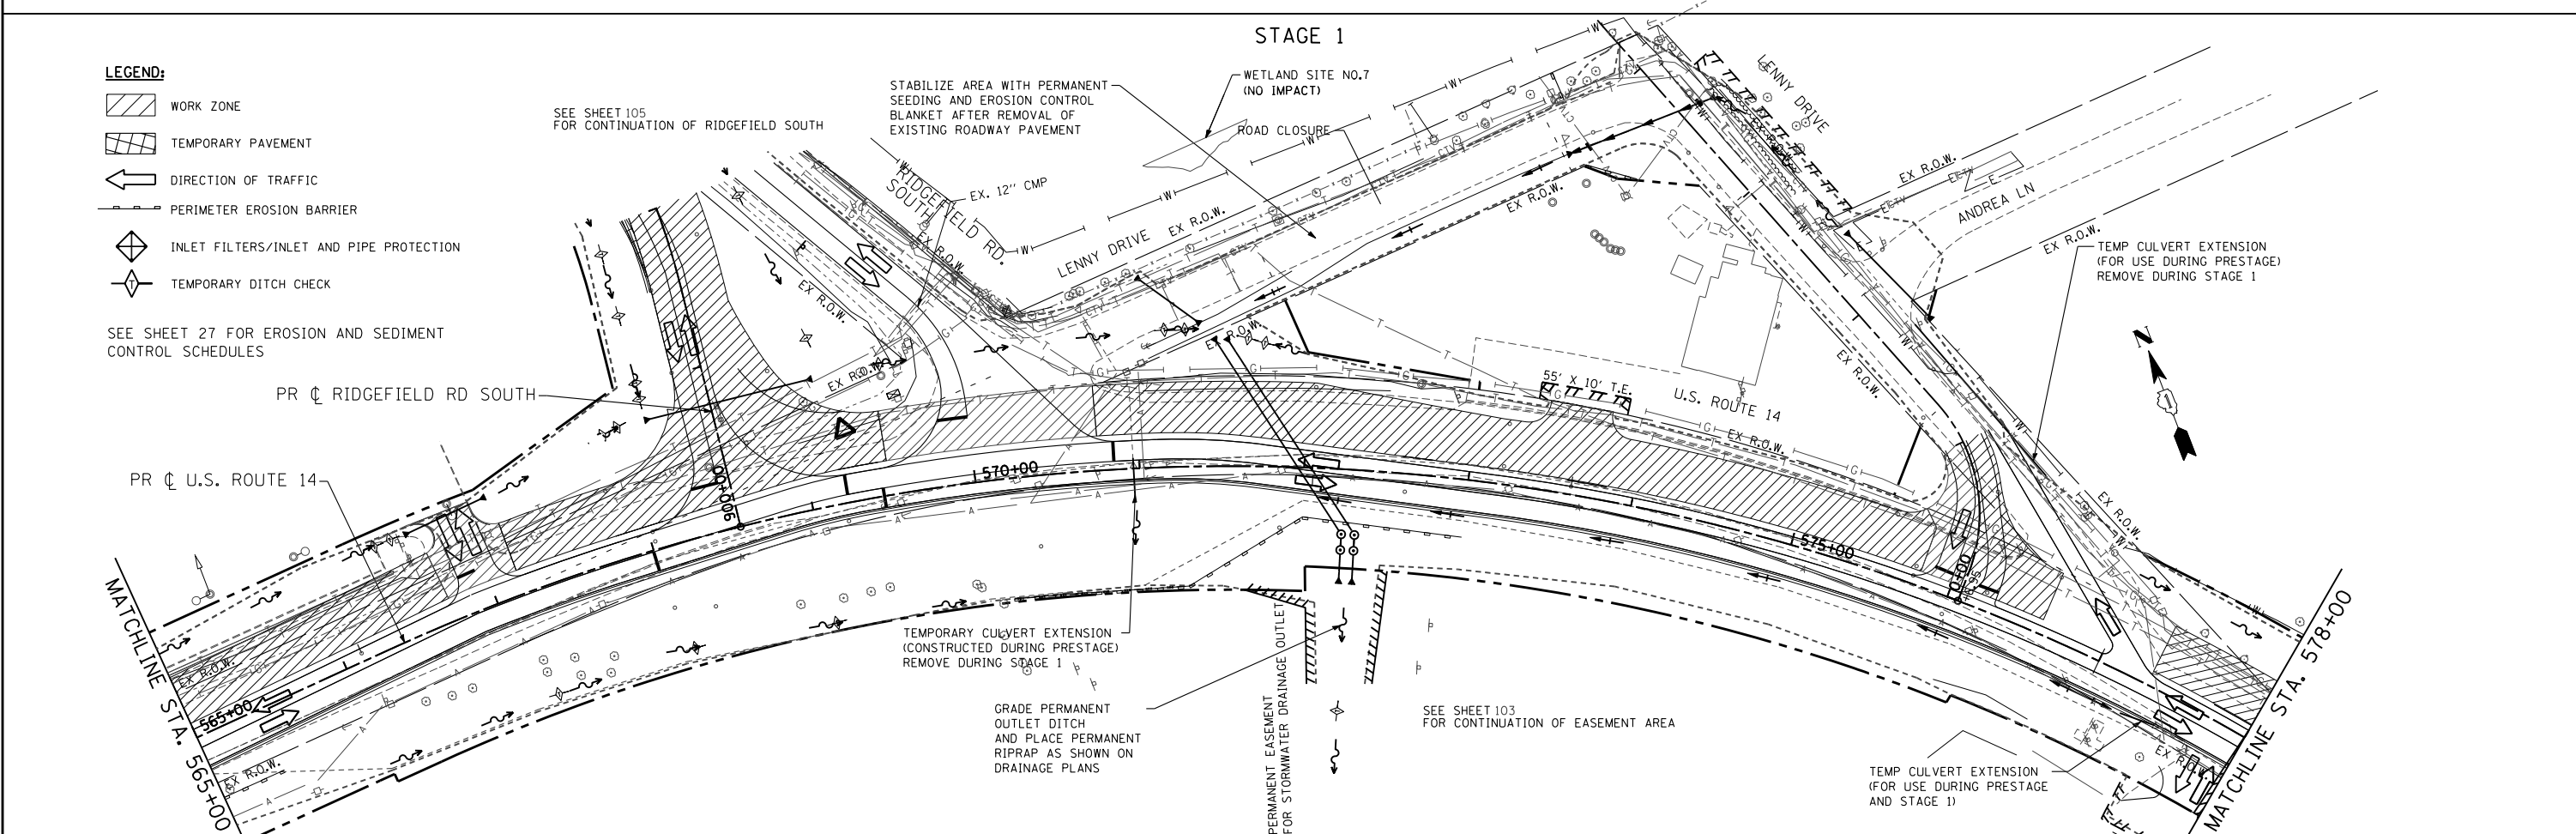 STAGE 1
LEGEND:
WORK ZONE
TEMPORARY PAVEMENT
DIRECTION OF TRAFFIC
PERIMETER EROSION BARRIER
INLET FILTERS/INLET AND PIPE PROTECTION
TEMPORARY DITCH CHECK
SEE SHEET 27 FOR EROSION AND SEDIMENT
CONTROL SCHEDULES
SEE SHEET 105
FOR CONTINUATION OF RIDGEFIELD SOUTH
STABILIZE AREA WITH PERMANENT
SEEDING AND EROSION CONTROL
BLANKET AFTER REMOVAL OF
EXISTING ROADWAY PAVEMENT
WETLAND SITE NO.7
(NO IMPACT)
ROAD CLOSURE
LENNY DRIVE
EX R.O.W.
ANDREA LN
EX R.O.W.
TEMP CULVERT EXTENSION
(FOR USE DURING PRESTAGE)
REMOVE DURING STAGE 1
RIDGEFIELD RD.
SOUTH
EX. 12" CMP
EX R.O.W.
LENNY DRIVE
EX R.O.W.
EX R.O.W.
EX R.O.W.
EX R.O.W.
N
PR ℄ RIDGEFIELD RD SOUTH
PR ℄ U.S. ROUTE 14
55' X 10' T.E.
U.S. ROUTE 14
EX R.O.W.
EX R.O.W.
EX R.O.W.
900+00
570+00
575+00
565+00
EX R.O.W.
EX R.O.W.
EX R.O.W.
MATCHLINE STA. 565+00
MATCHLINE STA. 578+00
TEMPORARY CULVERT EXTENSION
(CONSTRUCTED DURING PRESTAGE)
REMOVE DURING STAGE 1
GRADE PERMANENT
OUTLET DITCH
AND PLACE PERMANENT
RIPRAP AS SHOWN ON
DRAINAGE PLANS
PERMANENT EASEMENT
FOR STORMWATER DRAINAGE OUTLET
SEE SHEET 103
FOR CONTINUATION OF EASEMENT AREA
TEMP CULVERT EXTENSION
(FOR USE DURING PRESTAGE
AND STAGE 1)